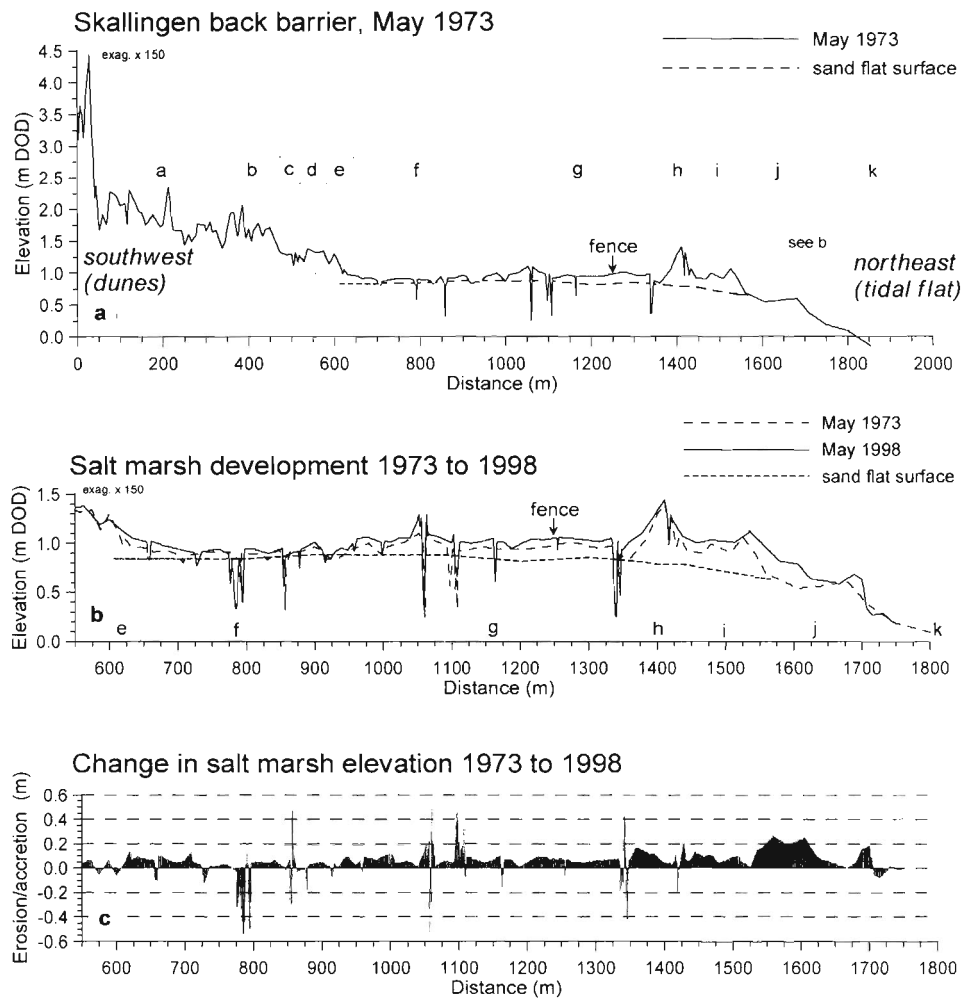 Skallingen back barrier, May 1973
exag. x 150
May 1973
sand flat surface
Elevation (m DOD)
4.5
4.0
3.5
3.0
2.5
2.0
1.5
1.0
0.5
0.0
a b c d e f g h i j k
fence
see b
southwest
(dunes)
northeast
(tidal flat)
a
0 200 400 600 800 1000 1200 1400 1600 1800 2000
Distance (m)
May 1973
May 1998
sand flat surface
Salt marsh development 1973 to 1998
exag. x 150
fence
Elevation (m DOD)
1.5
1.0
0.5
0.0
b
e f g h i j k
600 700 800 900 1000 1100 1200 1300 1400 1500 1600 1700 1800
Distance (m)
Change in salt marsh elevation 1973 to 1998
Erosion/accretion (m)
0.6
0.4
0.2
0.0
-0.2
-0.4
-0.6
c
600 700 800 900 1000 1100 1200 1300 1400 1500 1600 1700 1800
Distance (m)